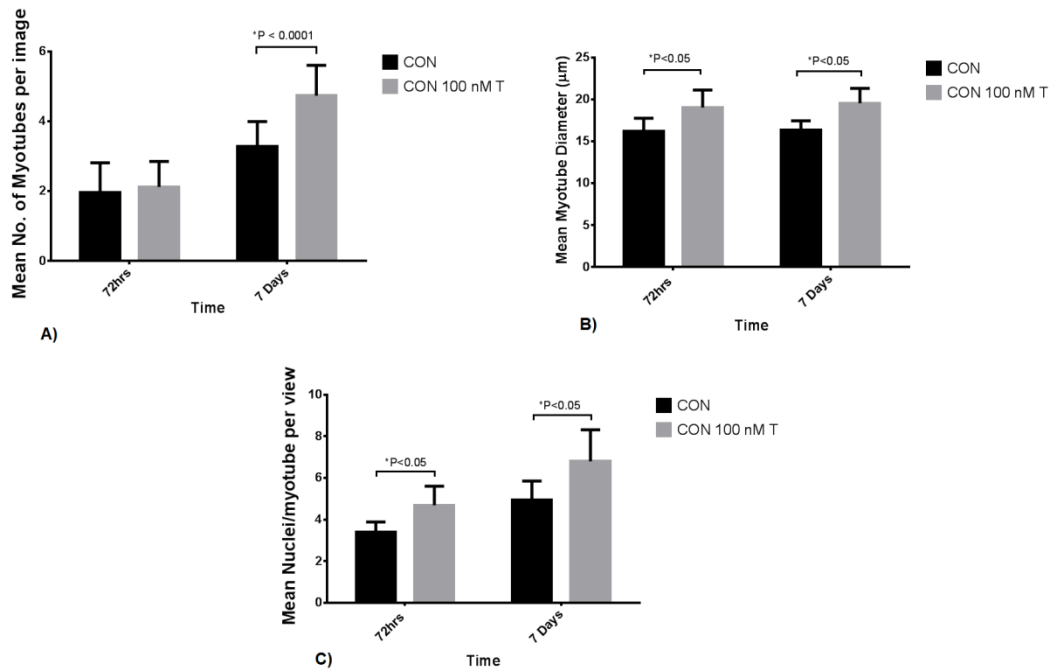 *P < 0.0001
Mean No. of Myotubes per image
6
4
2
0
72hrs
7 Days
Time
CON
CON 100 nM T
A)
*P<0.05
*P<0.05
Mean Myotube Diameter (µm)
25
20
15
10
5
0
72hrs
7 Days
Time
CON
CON 100 nM T
B)
*P<0.05
*P<0.05
Mean Nuclei/myotube per view
10
8
6
4
2
0
72hrs
7 Days
Time
CON
CON 100 nM T
C)